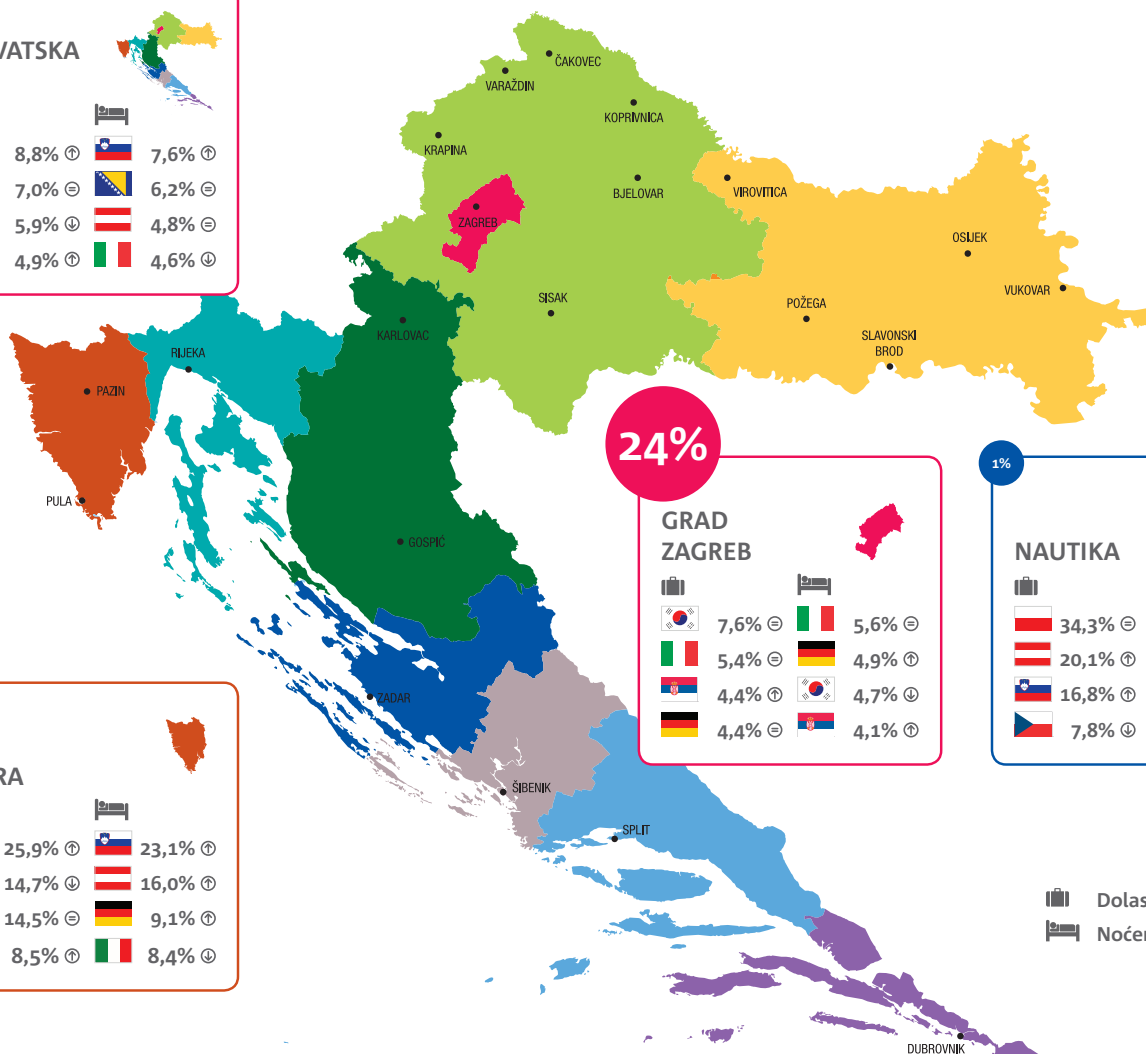 VATSKA
8,8% 7,6%
7,0% 6,2%
5,9% 4,8%
4,9% 4,6%
ČAKOVEC
VARAŽDIN
KOPRIVNICA
KRAPINA
BJELOVAR
VIROVITICA
ZAGREB
OSIJEK
SISAK
POŽEGA
VUKOVAR
KARLOVAC
SLAVONSKI
BROD
RIJEKA
PAZIN
PULA
GOSPIĆ
ZADAR
ŠIBENIK
SPLIT
DUBROVNIK
24%
GRAD
ZAGREB
7,6% 5,6%
5,4% 4,9%
4,4% 4,7%
4,4% 4,1%
1%
NAUTIKA
34,3%
20,1%
16,8%
7,8%
RA
25,9% 23,1%
14,7% 16,0%
14,5% 9,1%
8,5% 8,4%
Dolas
Noćer